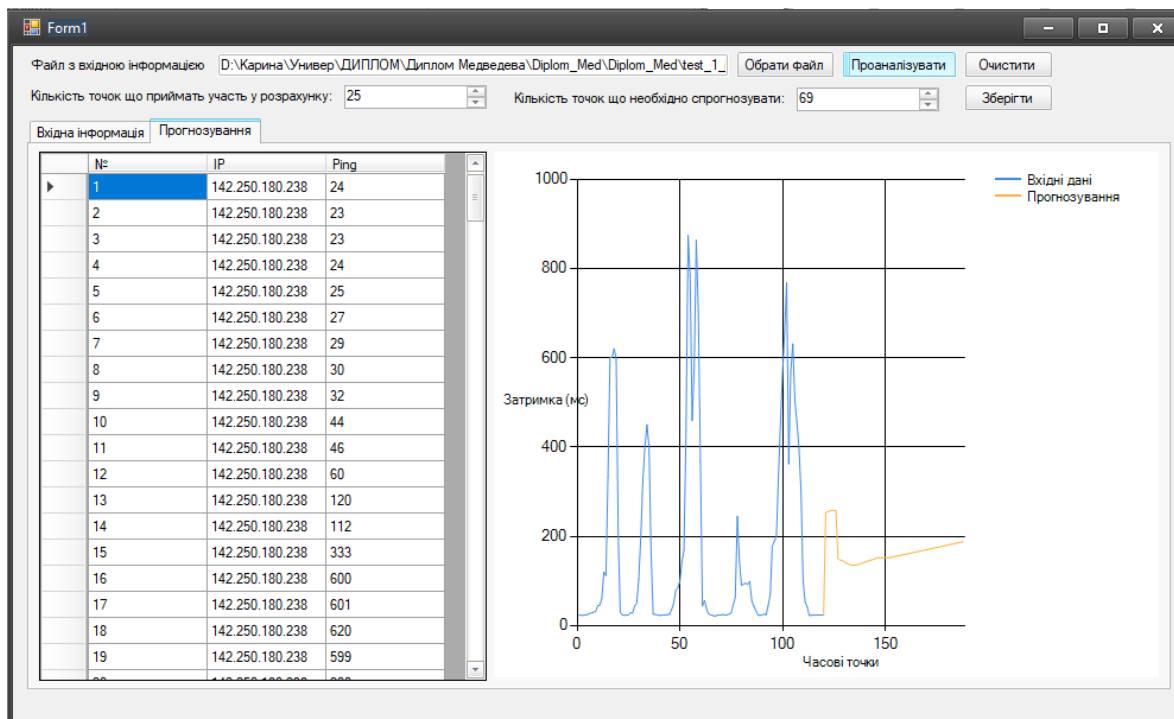 Form1
Файл з вхідною інформацією D:\Карина\Универ\ДИПЛОМ\Диплом Медведева\Diplom_Med\Diplom_Med\test_1_ Обрати файл Проаналізувати Очистити
Кількість точок що приймать участь у розрахунку: 25 Кількість точок що необхідно спрогнозувати: 69 Зберігти
Вхідна інформація Прогнозування
№ IP Ping
1 142.250.180.238 24
2 142.250.180.238 23
3 142.250.180.238 23
4 142.250.180.238 24
5 142.250.180.238 25
6 142.250.180.238 27
7 142.250.180.238 29
8 142.250.180.238 30
9 142.250.180.238 32
10 142.250.180.238 44
11 142.250.180.238 46
12 142.250.180.238 60
13 142.250.180.238 120
14 142.250.180.238 112
15 142.250.180.238 333
16 142.250.180.238 600
17 142.250.180.238 601
18 142.250.180.238 620
19 142.250.180.238 599
1000
800
600
400
200
0
Затримка (мс)
0 50 100 150
Часові точки
Вхідні дані
Прогнозування